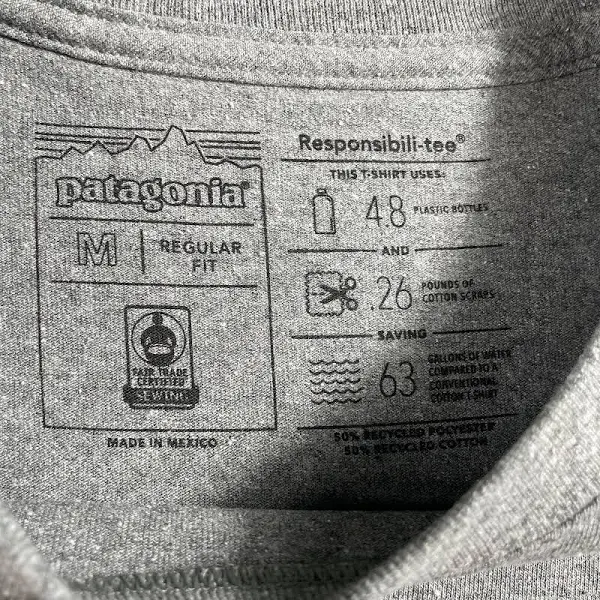 patagonia®
M
REGULAR
FIT
FAIR TRADE
CERTIFIED
SEWING
MADE IN MEXICO
Responsibili-tee®
THIS T-SHIRT USES:
4.8 PLASTIC BOTTLES
AND
.26 POUNDS OF
COTTON SCRAPS
SAVING
63 GALLONS OF WATER
COMPARED TO A
CONVENTIONAL
COTTON T-SHIRT
50% RECYCLED POLYESTER
50% RECYCLED COTTON